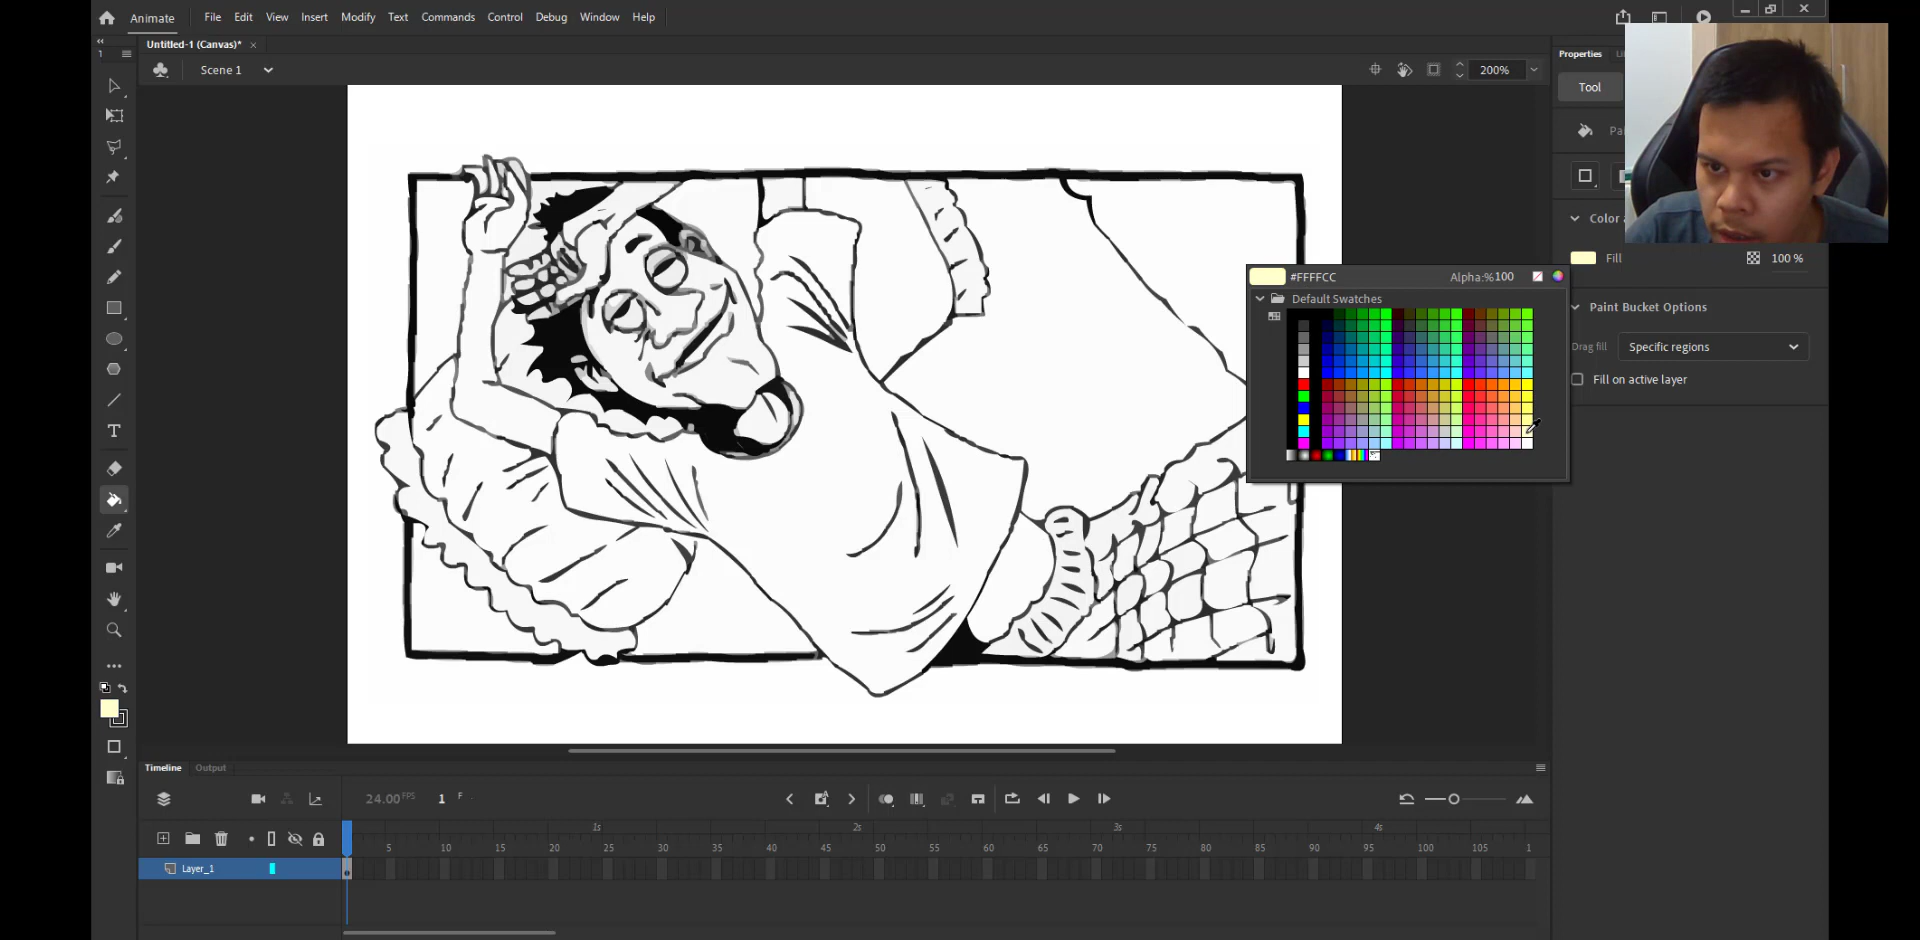 Animate File Edit View Insert Modify Text Commands Control Debug Window Help
Untitled-1 (Canvas)*
1
Properties
Scene 1
200%
Tool
Color a
Fill 100 %
#FFFFCC Alpha:% 100
Default Swatches
Paint Bucket Options
Drag fill Specific regions
Fill on active layer
Timeline Output
24.00 FPS 1 F
1s 2s 3s 4s
5 10 15 20 25 30 35 40 45 50 55 60 65 70 75 80 85 90 95 100 105 1
Layer_1